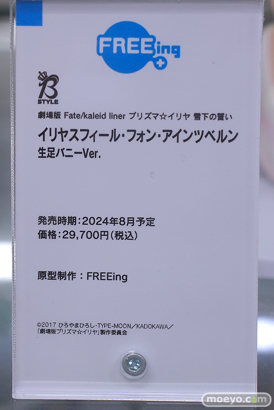 FREEing
B
STYLE
劇場版 Fate/kaleid liner プリズマ☆イリヤ 雪下の誓い
イリヤスフィール・フォン・アインツベルン
生足バニーVer.
発売時期：2024年8月予定
価格：29,700円(税込)
原型制作：FREEing
©2017 ひろやまひろし・TYPE-MOON／KADOKAWA／
「劇場版プリズマ☆イリヤ」製作委員会
moeyo.com